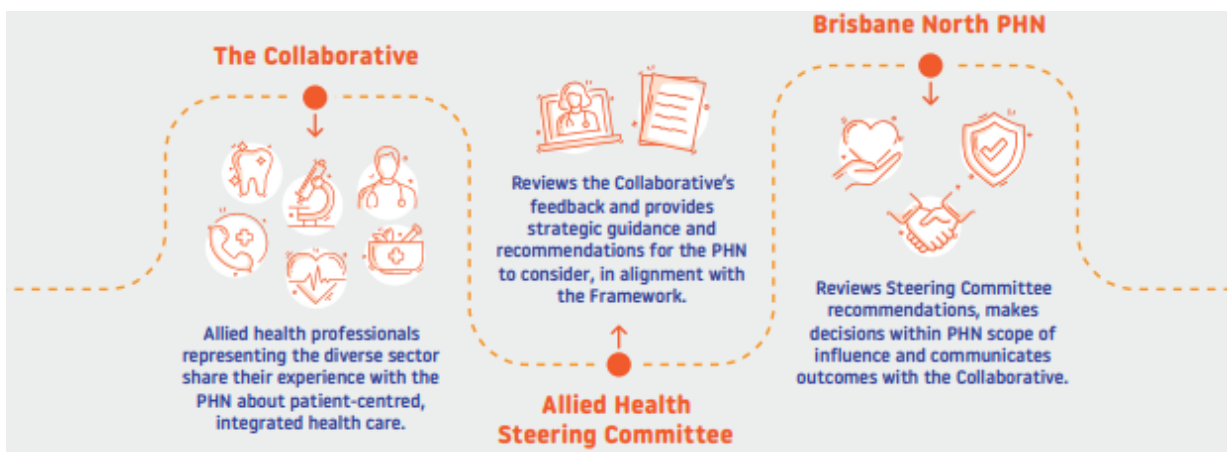 The Collaborative
Allied health professionals
representing the diverse sector
share their experience with the
PHN about patient-centred,
integrated health care.
Reviews the Collaborative's
feedback and provides
strategic guidance and
recommendations for the PHN
to consider, in alignment with
the Framework.
Allied Health
Steering Committee
Brisbane North PHN
Reviews Steering Committee
recommendations, makes
decisions within PHN scope of
influence and communicates
outcomes with the Collaborative.